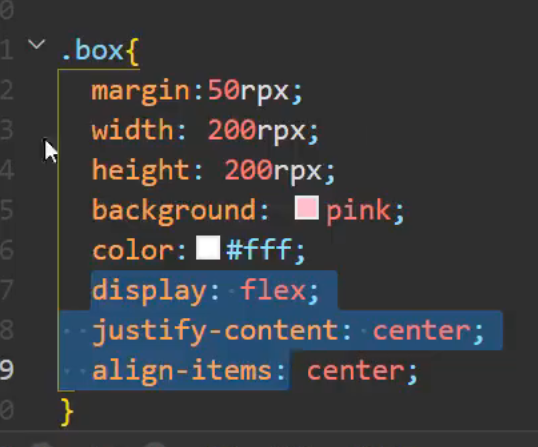 0
1 .box{
2 margin:50rpx;
3 width: 200rpx;
4 height: 200rpx;
5 background: pink;
6 color: #fff;
7 display: flex;
8 justify-content: center;
9 align-items: center;
0 }